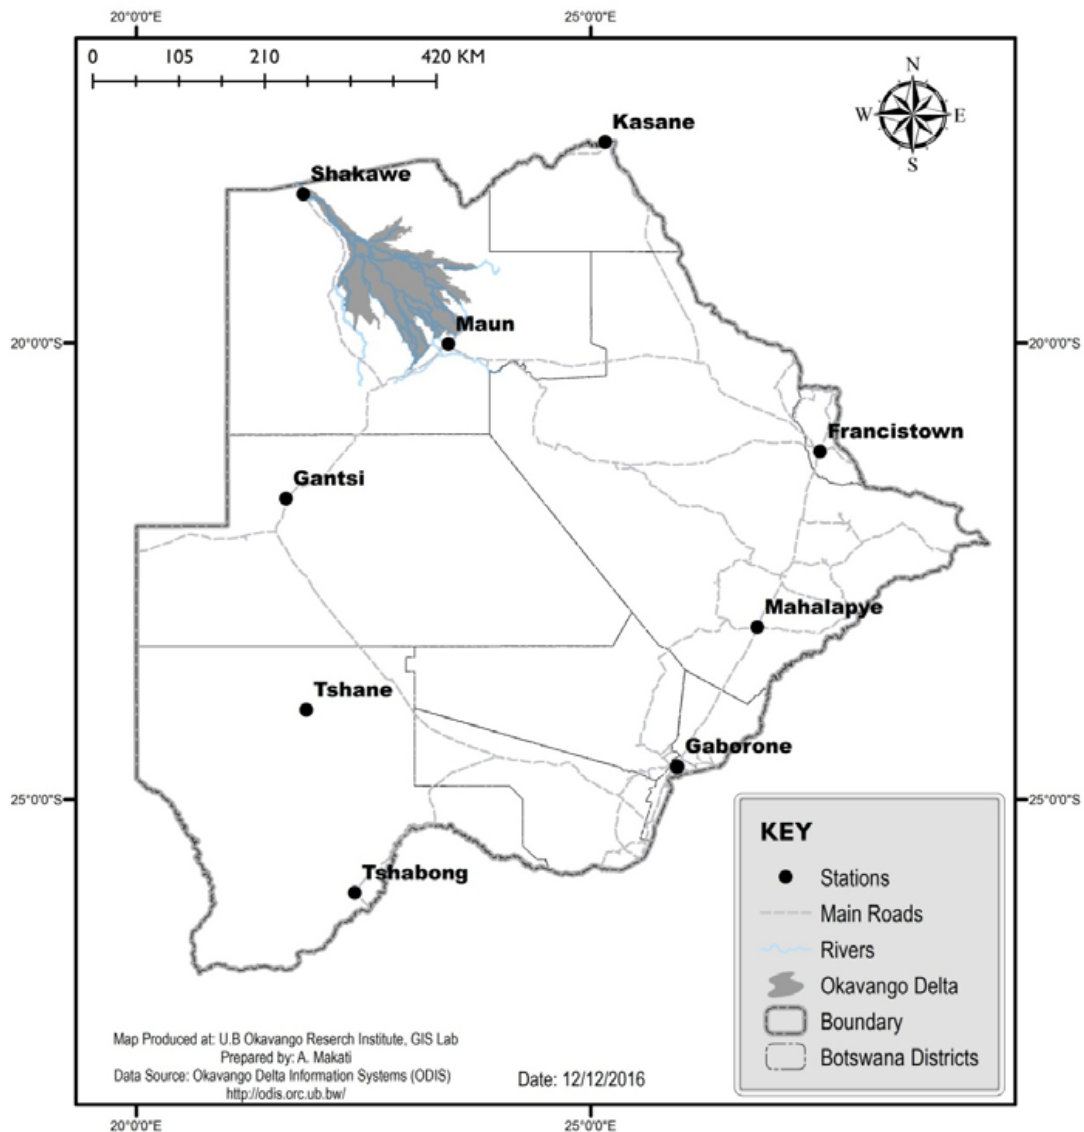 20°0'0"E 25°0'0"E
0 105 210 420 KM
N
W E
S
Kasane
Shakawe
Maun
20°0'0"S 20°0'0"S
Francistown
Gantsi
Mahalapye
Tshane
Gaborone
25°0'0"S 25°0'0"S
KEY
Stations
Main Roads
Rivers
Okavango Delta
Boundary
Botswana Districts
Tshabong
Map Produced at: U.B Okavango Reserch Institute, GIS Lab
Prepared by: A. Makati
Data Source: Okavango Delta Information Systems (ODIS)
http://odis.orc.ub.bw/
Date: 12/12/2016
20°0'0"E 25°0'0"E